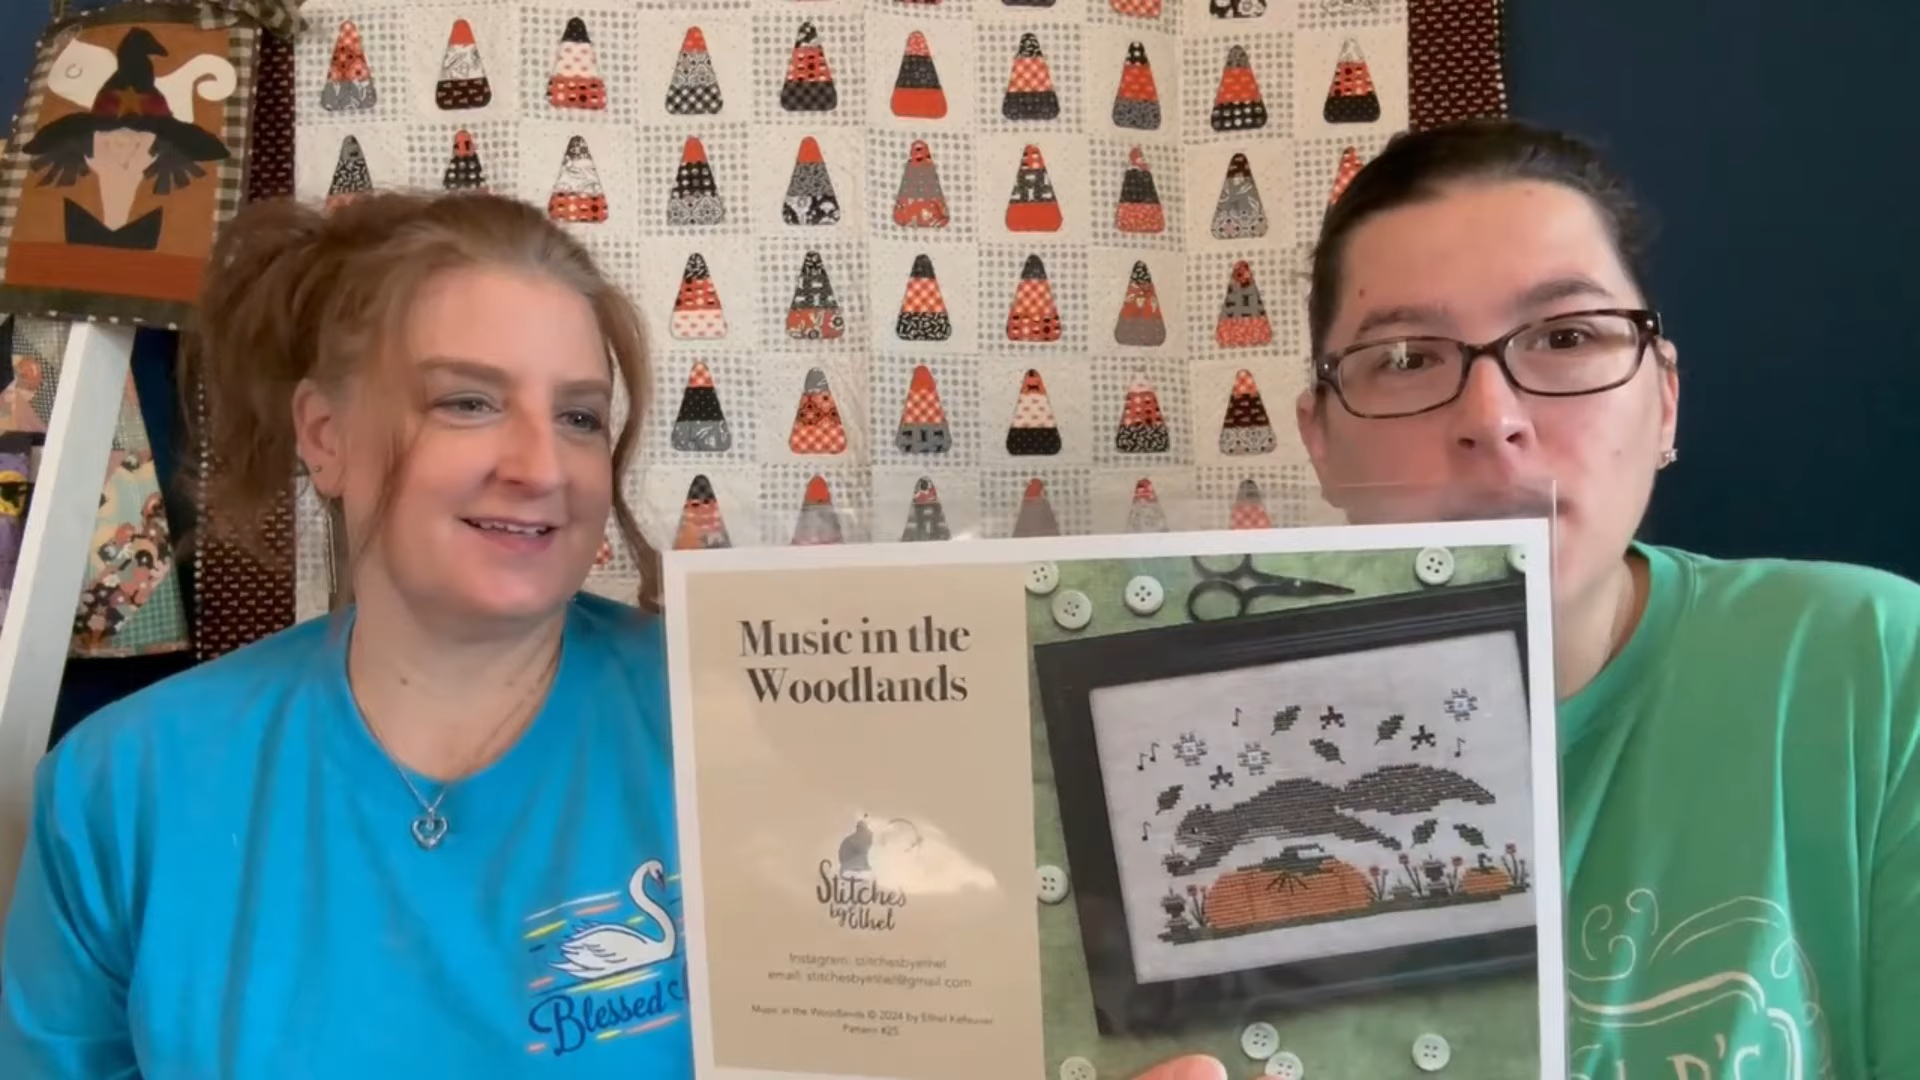 Music in the
Woodlands
Stitches
by Ethel
Instagram: stitchesbyethel
email: stitchesbyethel@gmail.com
Music in the Woodlands © 2024 by Ethel
Pattern #25
Blessed